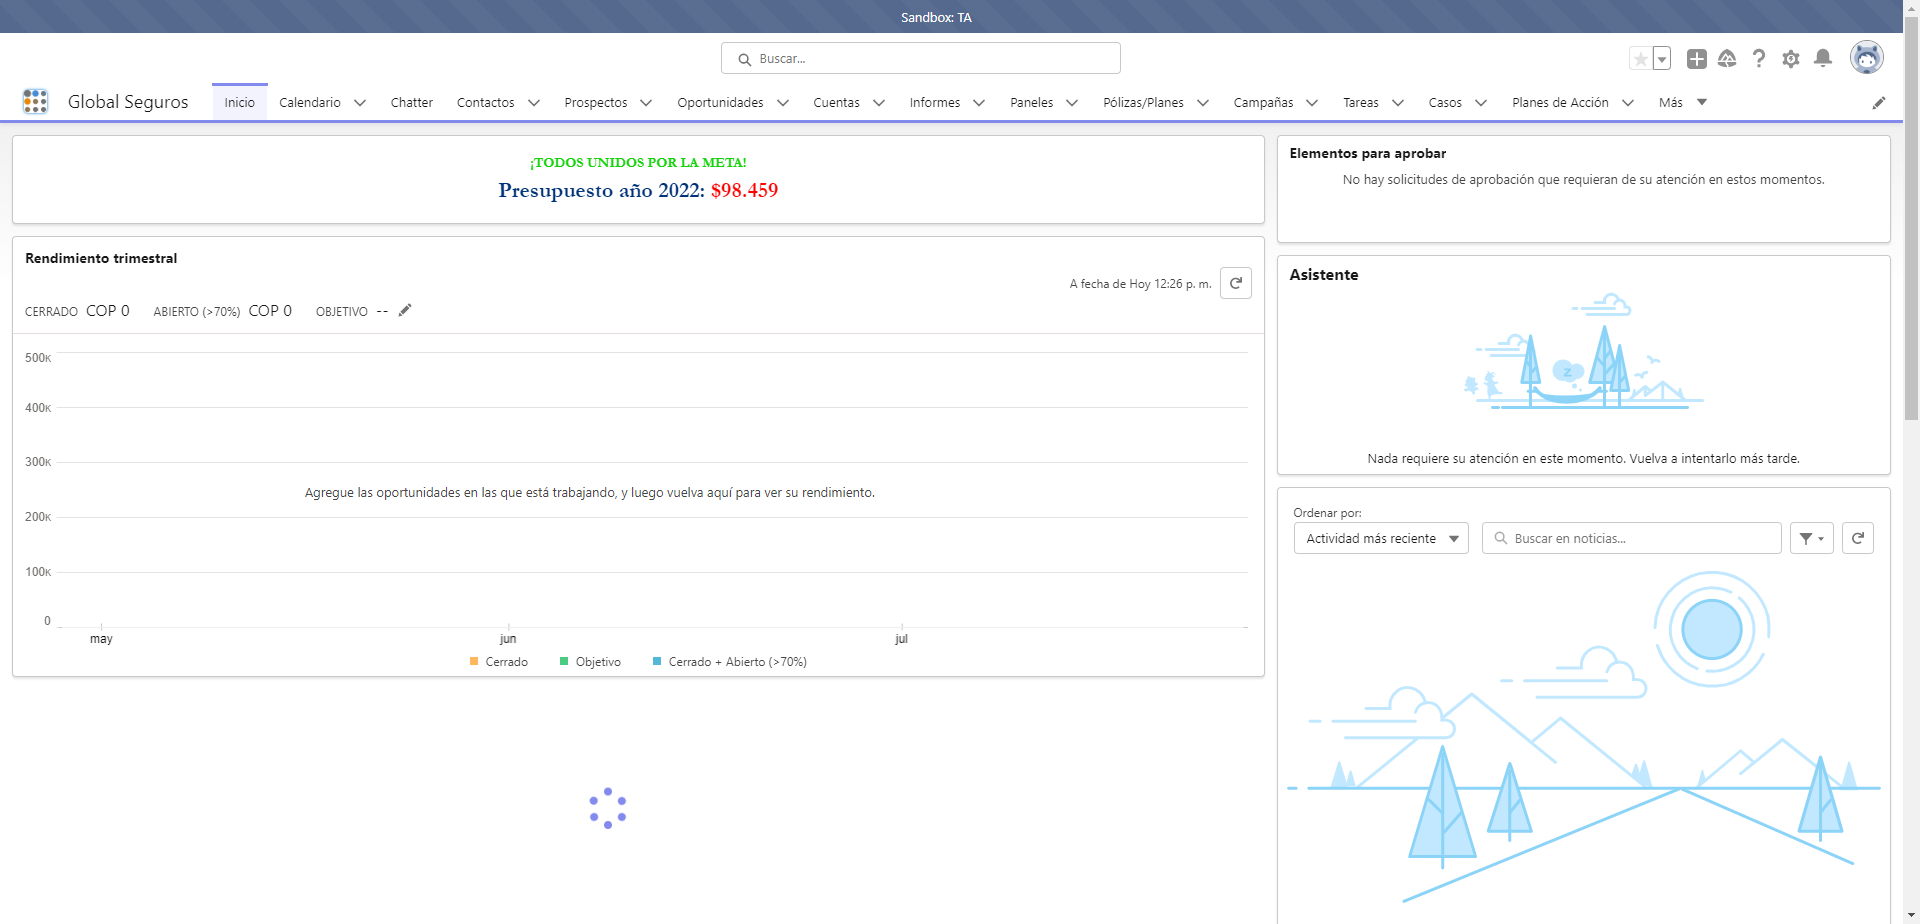 Sandbox: TA
Buscar...
Global Seguros
Inicio
Calendario
Chatter
Contactos
Prospectos
Oportunidades
Cuentas
Informes
Paneles
Pólizas/Planes
Campañas
Tareas
Casos
Planes de Acción
Más
¡TODOS UNIDOS POR LA META!
Presupuesto año 2022: $98.459
Rendimiento trimestral
A fecha de Hoy 12:26 p. m.
CERRADO COP 0 ABIERTO (>70%) COP 0 OBJETIVO --
500K
400K
300K
200K
100K
0
Agregue las oportunidades en las que está trabajando, y luego vuelva aquí para ver su rendimiento.
may jun jul
Cerrado Objetivo Cerrado + Abierto (>70%)
Elementos para aprobar
No hay solicitudes de aprobación que requieran de su atención en estos momentos.
Asistente
z
Nada requiere su atención en este momento. Vuelva a intentarlo más tarde.
Ordenar por:
Actividad más reciente
Buscar en noticias...